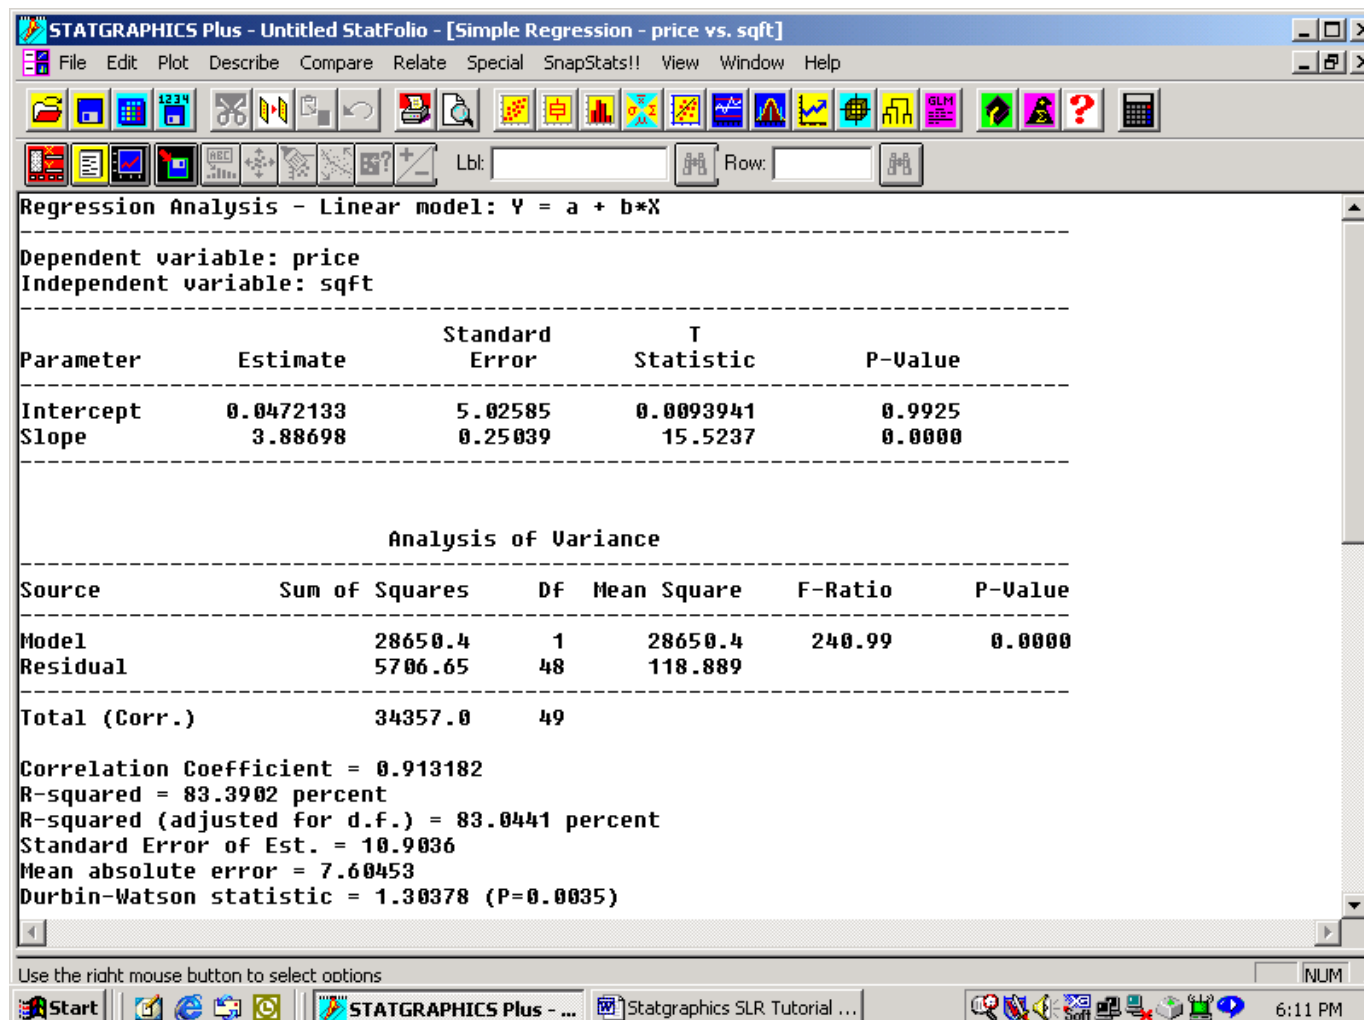 STATGRAPHICS Plus - Untitled StatFolio - [Simple Regression - price vs. sqft]
File Edit Plot Describe Compare Relate Special SnapStats!! View Window Help
1234
GLM
ABC
Lbl: Row:
Regression Analysis - Linear model: Y = a + b*X
Dependent variable: price
Independent variable: sqft
Standard T
Parameter Estimate Error Statistic P-Value
Intercept 0.0472133 5.02585 0.0093941 0.9925
Slope 3.88698 0.25039 15.5237 0.0000
Analysis of Variance
Source Sum of Squares Df Mean Square F-Ratio P-Value
Model 28650.4 1 28650.4 240.99 0.0000
Residual 5706.65 48 118.889
Total (Corr.) 34357.0 49
Correlation Coefficient = 0.913182
R-squared = 83.3902 percent
R-squared (adjusted for d.f.) = 83.0441 percent
Standard Error of Est. = 10.9036
Mean absolute error = 7.60453
Durbin-Watson statistic = 1.30378 (P=0.0035)
Use the right mouse button to select options NUM
Start STATGRAPHICS Plus - ... Statgraphics SLR Tutorial ... 6:11 PM